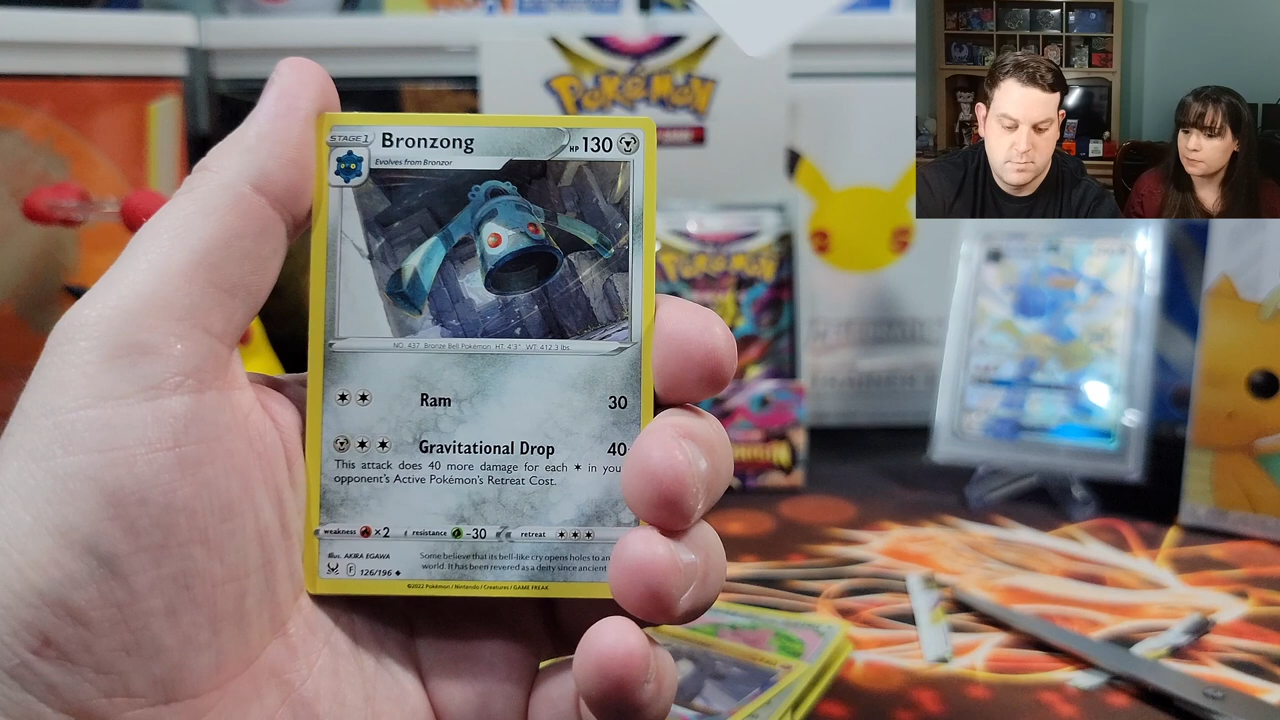 POKéMON
STAGE 1 Bronzong HP 130
Evolves from Bronzor
NO. 437 Bronze Bell Pokémon HT: 4'3" WT: 412.3 lbs.
Ram 30
Gravitational Drop 40
This attack does 40 more damage for each in you
opponent's Active Pokémon's Retreat Cost.
weakness ×2 resistance -30 retreat
Illus. AKIRA EGAWA
Some believe that its bell-like cry opens holes to an
world. It has been revered as a deity since ancient
F 126/196
©2022 Pokémon / Nintendo / Creatures / GAME FREAK
POKéMON